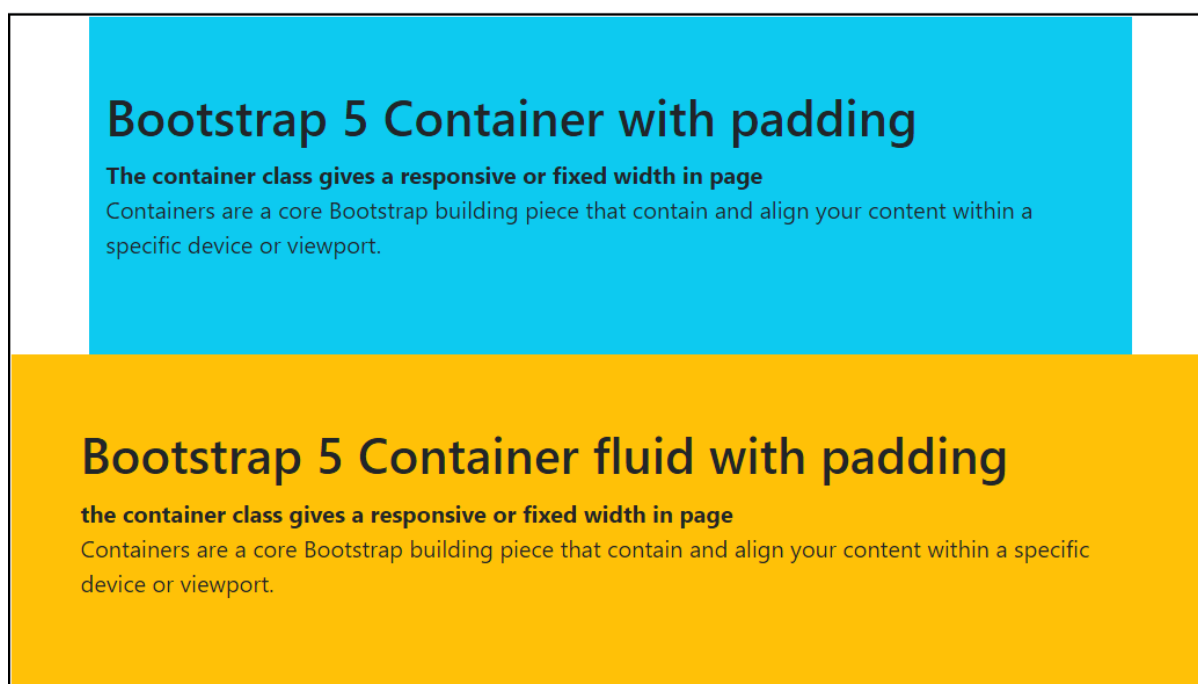 Bootstrap 5 Container with padding
The container class gives a responsive or fixed width in page
Containers are a core Bootstrap building piece that contain and align your content within a
specific device or viewport.
Bootstrap 5 Container fluid with padding
the container class gives a responsive or fixed width in page
Containers are a core Bootstrap building piece that contain and align your content within a specific
device or viewport.